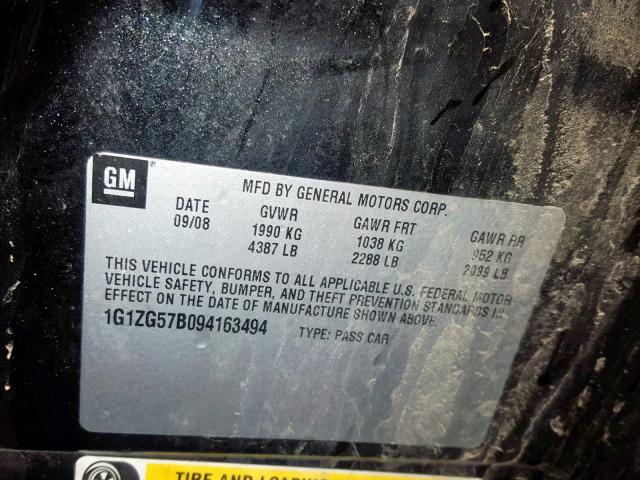 GM
MFD BY GENERAL MOTORS CORP.
DATE GVWR GAWR FRT GAWR RR
09/08 1990 KG 1038 KG 952 KG
4387 LB 2288 LB 2099 LB
THIS VEHICLE CONFORMS TO ALL APPLICABLE U.S. FEDERAL MOTOR
VEHICLE SAFETY, BUMPER, AND THEFT PREVENTION STANDARDS IN
EFFECT ON THE DATE OF MANUFACTURE SHOWN ABOVE.
1G1ZG57B094163494 TYPE: PASS CAR
TIRE AND LOADING